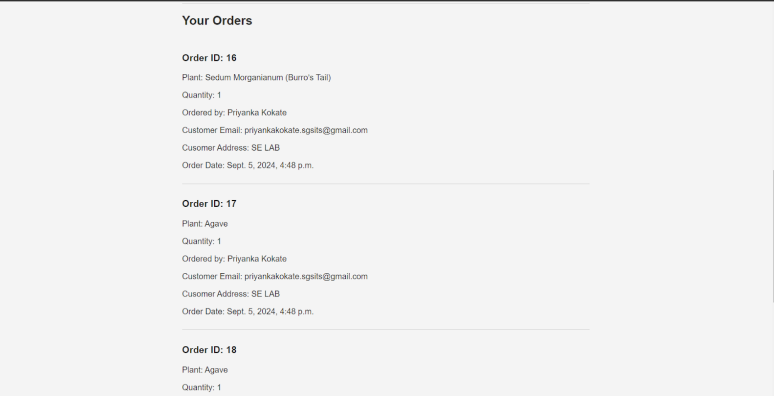 Your Orders
Order ID: 16
Plant: Sedum Morganianum (Burro's Tail)
Quantity: 1
Ordered by: Priyanka Kokate
Customer Email: priyankakokate.sgsits@gmail.com
Cusomer Address: SE LAB
Order Date: Sept. 5, 2024, 4:48 p.m.
Order ID: 17
Plant: Agave
Quantity: 1
Ordered by: Priyanka Kokate
Customer Email: priyankakokate.sgsits@gmail.com
Cusomer Address: SE LAB
Order Date: Sept. 5, 2024, 4:48 p.m.
Order ID: 18
Plant: Agave
Quantity: 1